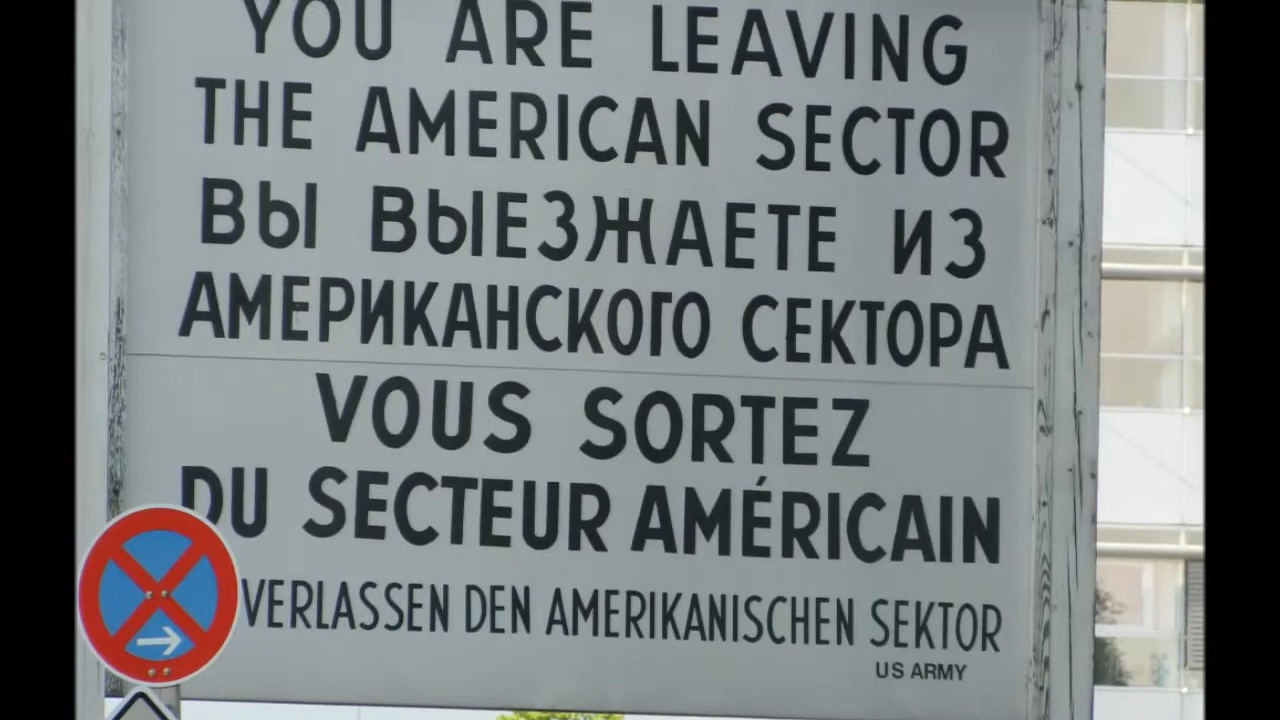 YOU ARE LEAVING
THE AMERICAN SECTOR
ВЫ ВЫЕЗЖАЕТЕ ИЗ
АМЕРИКАНСКОГО СЕКТОРА
VOUS SORTEZ
DU SECTEUR AMÉRICAIN
VERLASSEN DEN AMERIKANISCHEN SEKTOR
US ARMY